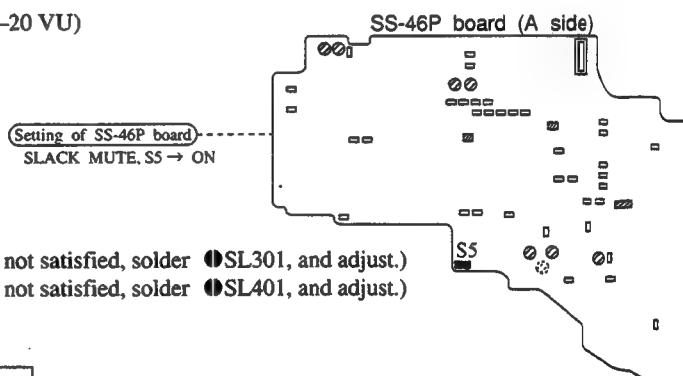 –20 VU)
SS-46P board (A side)
Setting of SS-46P board
SLACK MUTE, S5 → ON
S5
not satisfied, solder SL301, and adjust.)
not satisfied, solder SL401, and adjust.)